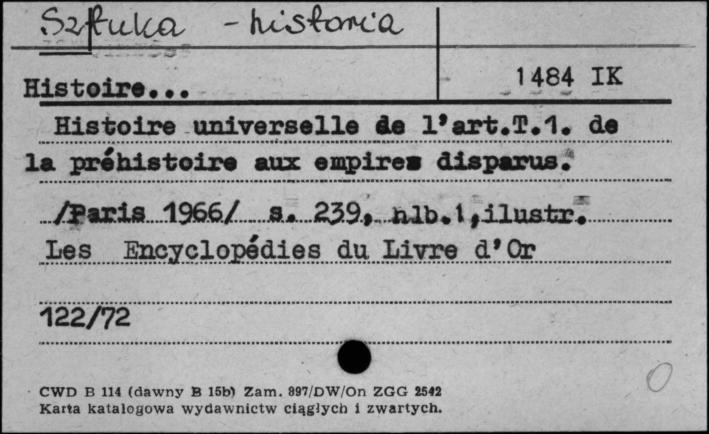 Sztuka - historia
1484 IK
Histoire...
Histoire universelle de l'art.T.1. de
la préhistoire aux empires disparus.
/Paris 1966/ s. 239, nlb.1,ilustr.
Les Encyclopédies du Livre d'Or
122/72
0
CWD B 114 (dawny B 15b) Zam. 897/DW/On ZGG 2542
Karta katalogowa wydawnictw ciągłych i zwartych.